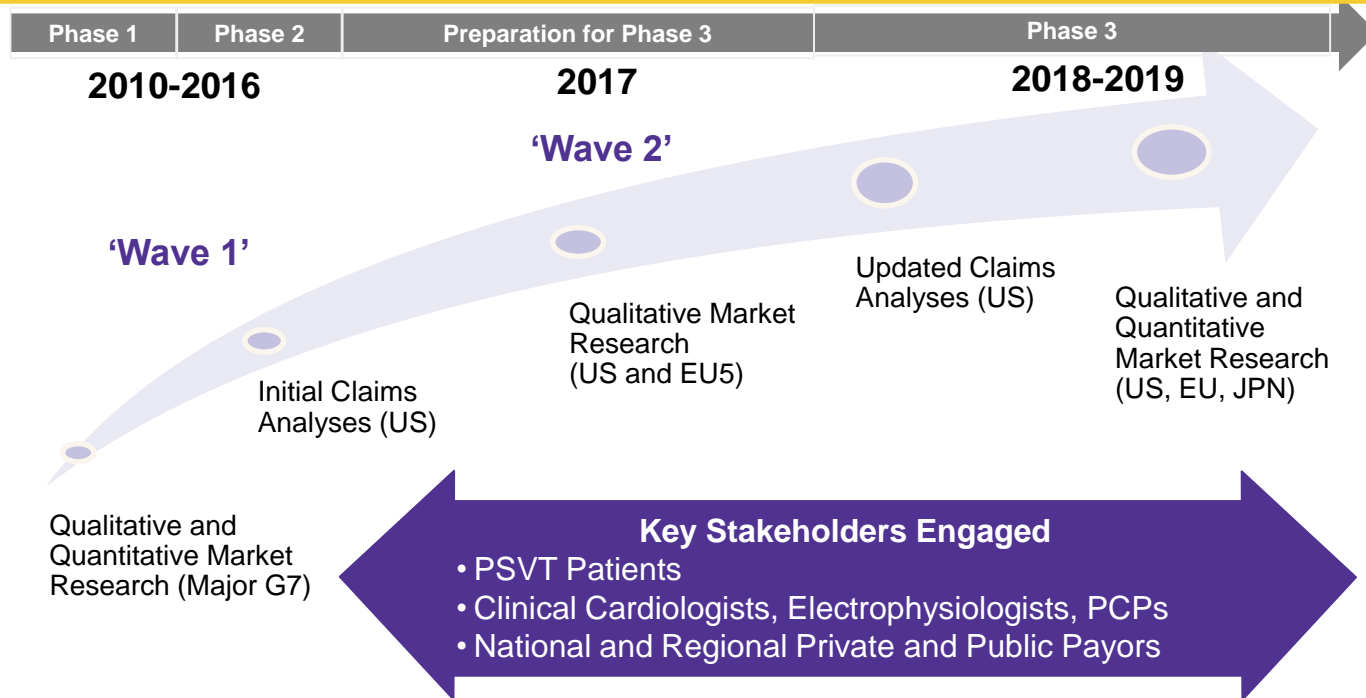 Phase 1
Phase 2
Preparation for Phase 3
Phase 3
2010-2016
2017
2018-2019
‘Wave 1’
‘Wave 2’
Qualitative and
Quantitative Market
Research (Major G7)
Initial Claims
Analyses (US)
Qualitative Market
Research
(US and EU5)
Updated Claims
Analyses (US)
Qualitative and
Quantitative
Market Research
(US, EU, JPN)
Key Stakeholders Engaged
• PSVT Patients
• Clinical Cardiologists, Electrophysiologists, PCPs
• National and Regional Private and Public Payors